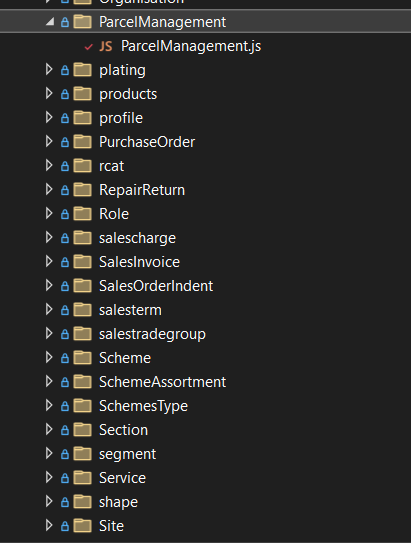 Organisation
ParcelManagement
JS ParcelManagement.js
plating
products
profile
PurchaseOrder
rcat
RepairReturn
Role
salescharge
SalesInvoice
SalesOrderIndent
salesterm
salestradegroup
Scheme
SchemeAssortment
SchemesType
Section
segment
Service
shape
Site